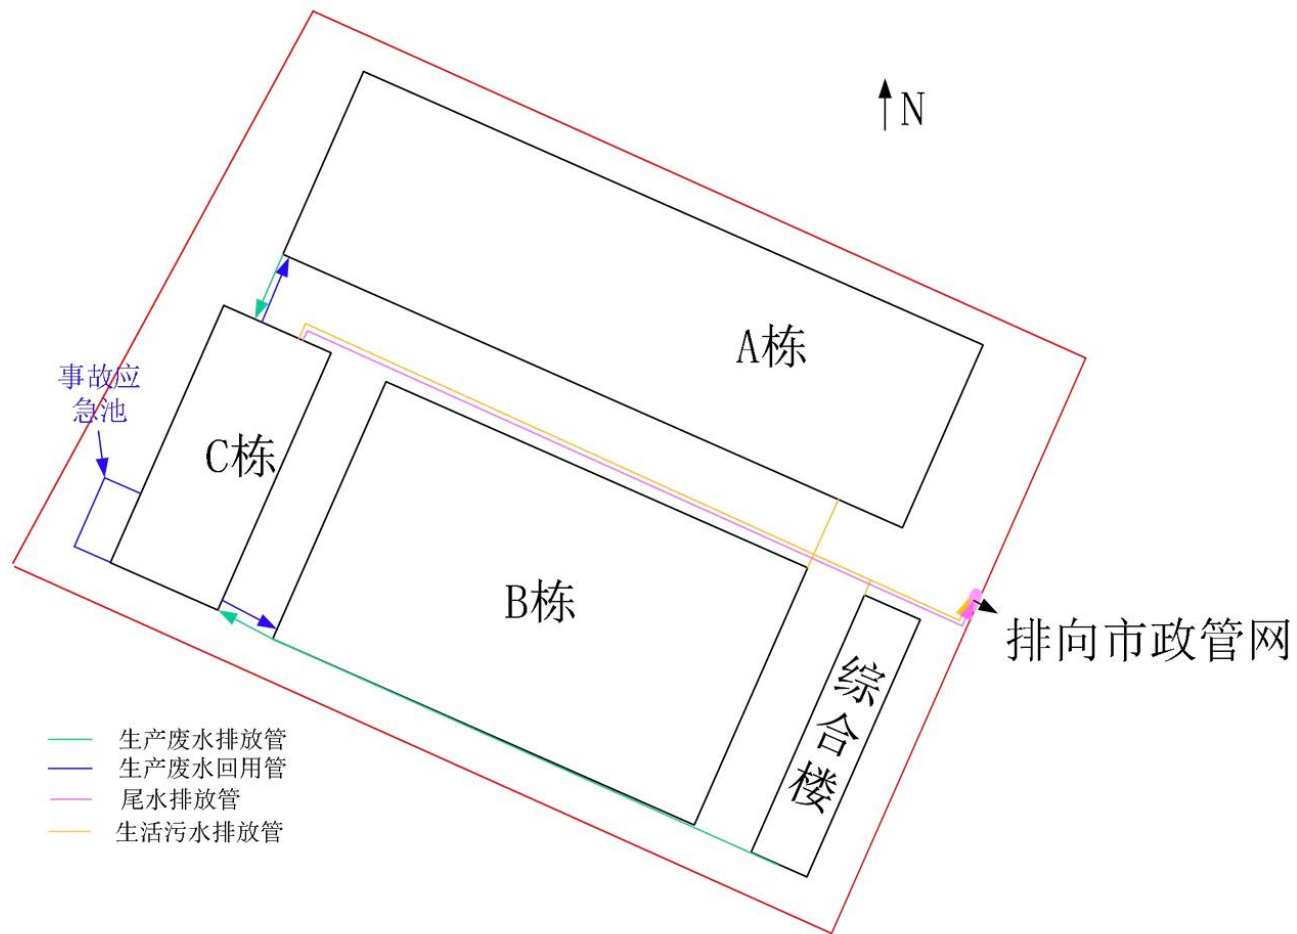 N
A栋
事故应
急池
C栋
B栋
排向市政管网
综
合
楼
生产废水排放管
生产废水回用管
尾水排放管
生活污水排放管